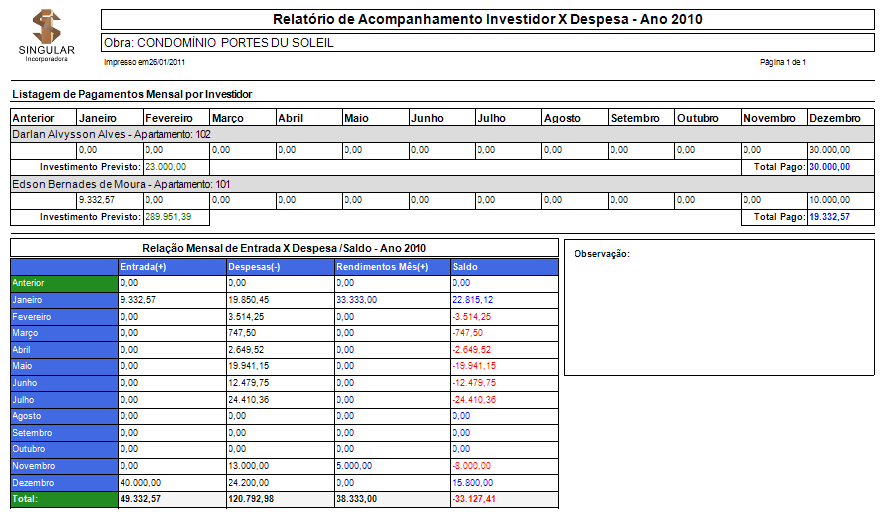 SINGULAR
Incorporadora
Relatório de Acompanhamento Investidor X Despesa - Ano 2010
Obra: CONDOMÍNIO PORTES DU SOLEIL
Impresso em26/01/2011 Página 1 de 1
Listagem de Pagamentos Mensal por Investidor
Anterior Janeiro Fevereiro Março Abril Maio Junho Julho Agosto Setembro Outubro Novembro Dezembro
Darlan Alvysson Alves - Apartamento: 102
0,00 0,00 0,00 0,00 0,00 0,00 0,00 0,00 0,00 0,00 0,00 30.000,00
Investimento Previsto: 23.000,00 Total Pago: 30.000,00
Edson Bernades de Moura - Apartamento: 101
9.332,57 0,00 0,00 0,00 0,00 0,00 0,00 0,00 0,00 0,00 0,00 10.000,00
Investimento Previsto: 289.951,39 Total Pago: 19.332,57
Relação Mensal de Entrada X Despesa /Saldo - Ano 2010
Entrada(+) Despesas(-) Rendimentos Mês(+) Saldo
Anterior 0,00 0,00 0,00 0,00
Janeiro 9.332,57 19.850,45 33.333,00 22.815,12
Fevereiro 0,00 3.514,25 0,00 -3.514,25
Março 0,00 747,50 0,00 -747,50
Abril 0,00 2.649,52 0,00 -2.649,52
Maio 0,00 19.941,15 0,00 -19.941,15
Junho 0,00 12.479,75 0,00 -12.479,75
Julho 0,00 24.410,36 0,00 -24.410,36
Agosto 0,00 0,00 0,00 0,00
Setembro 0,00 0,00 0,00 0,00
Outubro 0,00 0,00 0,00 0,00
Novembro 0,00 13.000,00 5.000,00 -8.000,00
Dezembro 40.000,00 24.200,00 0,00 15.800,00
Total: 49.332,57 120.792,98 38.333,00 -33.127,41
Observação: